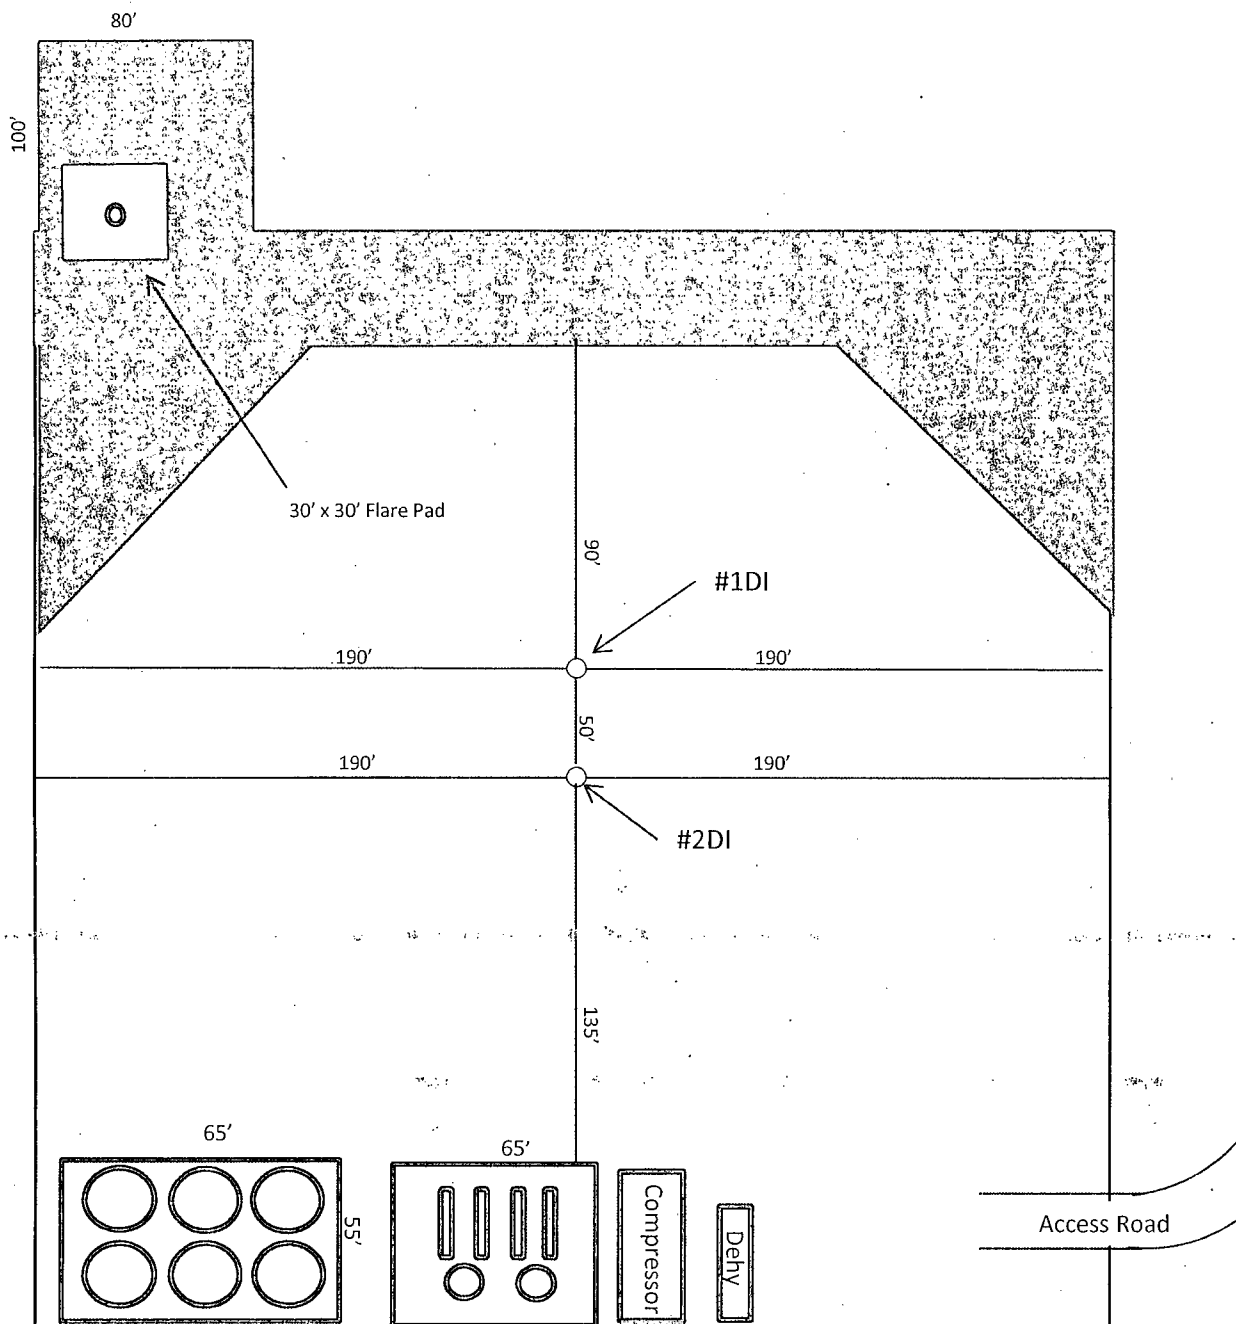 80'
100'
30' x 30' Flare Pad
90'
#1DI
190'
190'
50'
190'
190'
#2DI
135'
65'
65'
55'
Compressor
Dehy
Access Road